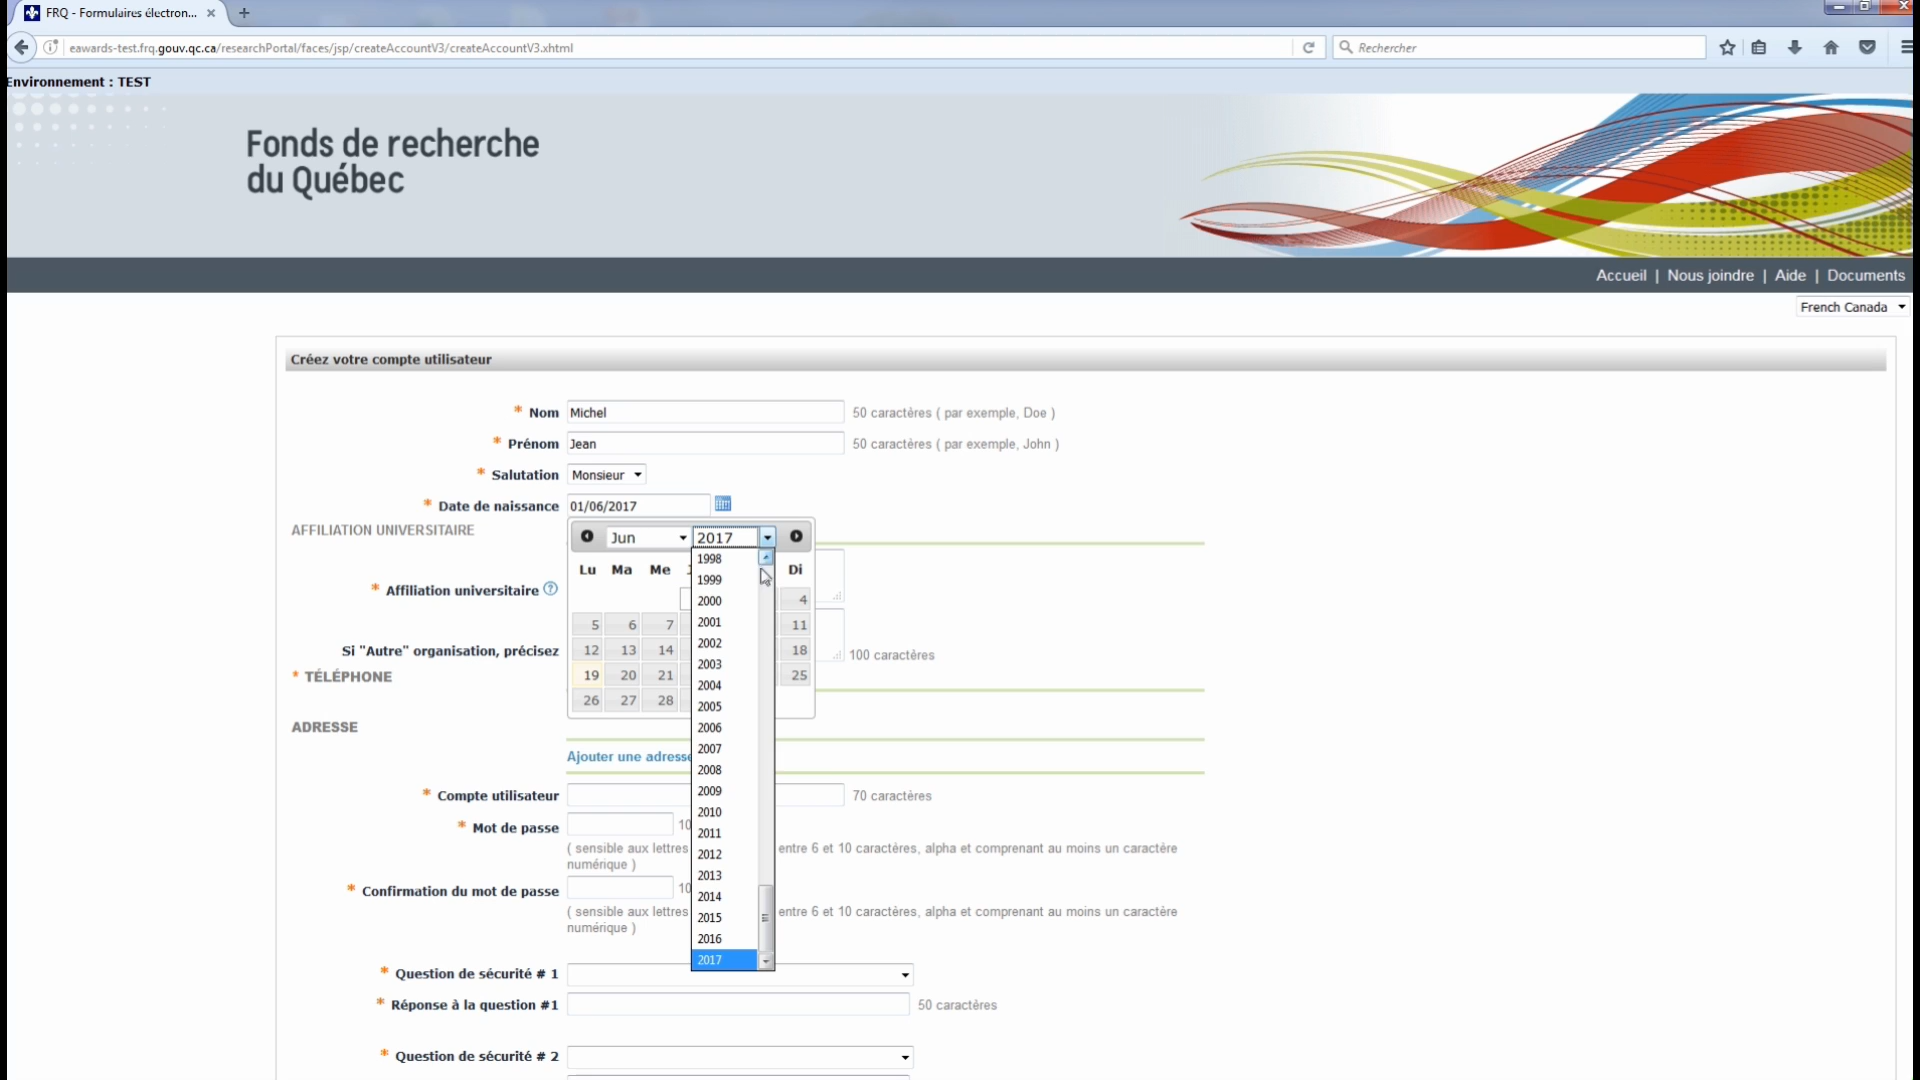 FRQ - Formulaires électron...
eawards-test.frq.gouv.qc.ca/researchPortal/faces/jsp/createAccountV3/createAccountV3.xhtml
Rechercher
Environnement : TEST
Fonds de recherche
du Québec
Accueil | Nous joindre | Aide | Documents
French Canada
Créez votre compte utilisateur
* Nom Michel 50 caractères ( par exemple, Doe )
* Prénom Jean 50 caractères ( par exemple, John )
* Salutation Monsieur
* Date de naissance 01/06/2017
AFFILIATION UNIVERSITAIRE
Jun 2017
Lu Ma Me Di
4
5 6 7 11
12 13 14 18
19 20 21 25
26 27 28
1998
1999
2000
2001
2002
2003
2004
2005
2006
2007
2008
2009
2010
2011
2012
2013
2014
2015
2016
2017
* Affiliation universitaire ?
Si "Autre" organisation, précisez 100 caractères
* TÉLÉPHONE
ADRESSE
Ajouter une adresse
* Compte utilisateur 70 caractères
* Mot de passe 10
( sensible aux lettres entre 6 et 10 caractères, alpha et comprenant au moins un caractère
numérique )
* Confirmation du mot de passe 10
( sensible aux lettres entre 6 et 10 caractères, alpha et comprenant au moins un caractère
numérique )
* Question de sécurité # 1
* Réponse à la question #1 50 caractères
* Question de sécurité # 2